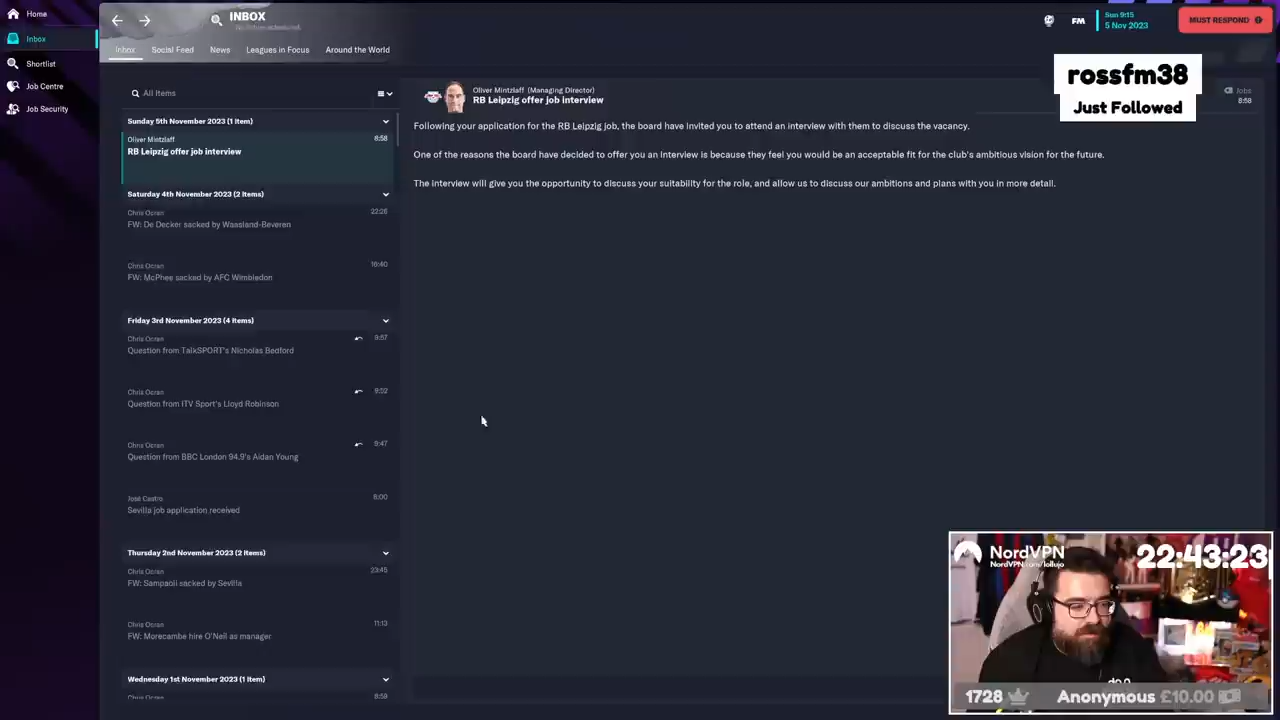 Home
Inbox
Shortlist
Job Centre
Job Security
INBOX
Inbox
Social Feed
News
Leagues in Focus
Around the World
FM
Sun 9:15
5 Nov 2023
MUST RESPOND
rossfm38
Just Followed
All Items
Sunday 5th November 2023 (1 item)
Oliver Mintzlaff
8:58
RB Leipzig offer job interview
Saturday 4th November 2023 (2 items)
Chris Ocran
22:26
FW: De Decker sacked by Waasland-Beveren
Chris Ocran
16:40
FW: McPhee sacked by AFC Wimbledon
Friday 3rd November 2023 (4 items)
Chris Ocran
9:57
Question from TalkSPORT's Nicholas Bedford
Chris Ocran
9:52
Question from ITV Sport's Lloyd Robinson
Chris Ocran
9:47
Question from BBC London 94.9's Aidan Young
José Castro
8:00
Sevilla job application received
Thursday 2nd November 2023 (2 items)
Chris Ocran
23:45
FW: Sampaoli sacked by Sevilla
Chris Ocran
11:13
FW: Morecambe hire O'Neil as manager
Wednesday 1st November 2023 (1 item)
Chris Ocran
8:59
Oliver Mintzlaff (Managing Director)
RB Leipzig offer job interview
Jobs
8:58
Following your application for the RB Leipzig job, the board have invited you to attend an interview with them to discuss the vacancy.
One of the reasons the board have decided to offer you an interview is because they feel you would be an acceptable fit for the club's ambitious vision for the future.
The interview will give you the opportunity to discuss your suitability for the role, and allow us to discuss our ambitions and plans with you in more detail.
NordVPN
NordVPN.com/lollujo
22:43:23
1728
Anonymous £10.00